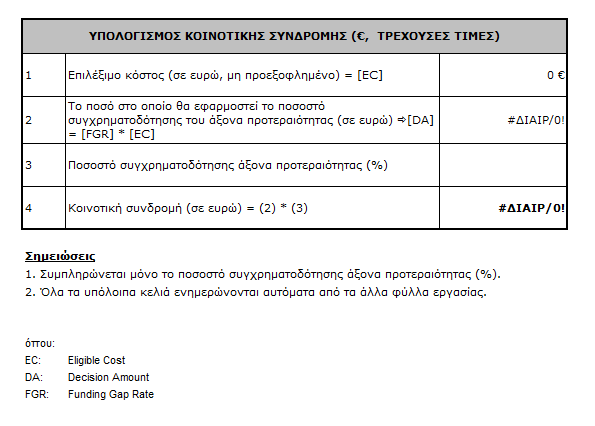 ΥΠΟΛΟΓΙΣΜΟΣ ΚΟΙΝΟΤΙΚΗΣ ΣΥΝΔΡΟΜΗΣ (€, ΤΡΕΧΟΥΣΕΣ ΤΙΜΕΣ)
1 Επιλέξιμο κόστος (σε ευρώ, μη προεξοφλημένο) = [EC] 0 €
Το ποσό στο οποίο θα εφαρμοστεί το ποσοστό
2 συγχρηματοδότησης του άξονα προτεραιότητας (σε ευρώ) ⇨[DA] #ΔΙΑΙΡ/0!
= [FGR] * [EC]
3 Ποσοστό συγχρηματοδότησης άξονα προτεραιότητας (%)
4 Κοινοτική συνδρομή (σε ευρώ) = (2) * (3) #ΔΙΑΙΡ/0!
Σημειώσεις
1. Συμπληρώνεται μόνο το ποσοστό συγχρηματοδότησης άξονα προτεραιότητας (%).
2. Όλα τα υπόλοιπα κελιά ενημερώνονται αυτόματα από τα άλλα φύλλα εργασίας.
όπου:
EC: Eligible Cost
DA: Decision Amount
FGR: Funding Gap Rate